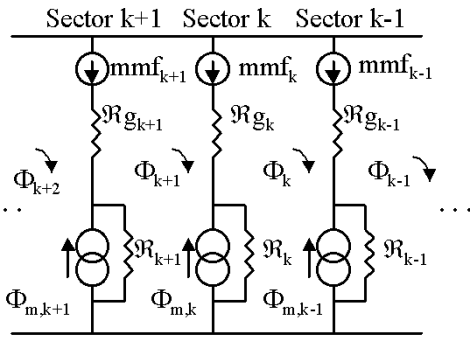 Sector k+1 Sector k Sector k-1
mmf_{k+1} mmf_k mmf_{k-1}
ℜg_{k+1} ℜg_k ℜg_{k-1}
Φ_{k+2} Φ_{k+1} Φ_k Φ_{k-1}
. . . . .
ℜ_{k+1} ℜ_k ℜ_{k-1}
Φ_{m,k+1} Φ_{m,k} Φ_{m,k-1}